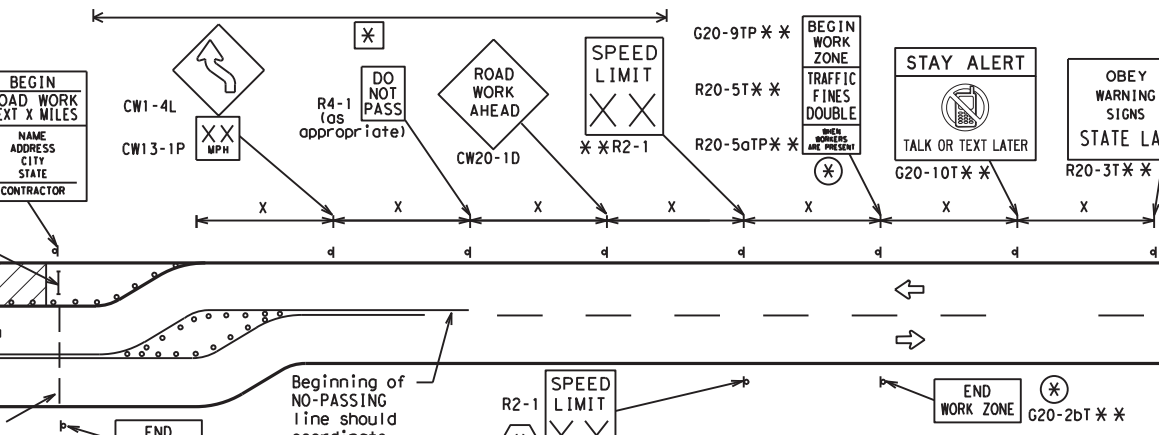 BEGIN
ROAD WORK
NEXT X MILES
NAME
ADDRESS
CITY
STATE
CONTRACTOR
CW1-4L
CW13-1P
XX
MPH
*
R4-1
(as
appropriate)
DO
NOT
PASS
ROAD
WORK
AHEAD
CW20-1D
SPEED
LIMIT
X X
* * R2-1
G20-9TP * *
R20-5T * *
R20-5aTP * *
BEGIN
WORK
ZONE
TRAFFIC
FINES
DOUBLE
WHEN
WORKERS
ARE PRESENT
*
STAY ALERT
TALK OR TEXT LATER
G20-10T * *
OBEY
WARNING
SIGNS
STATE LA
R20-3T * *
X X X X X X X
Beginning of
NO-PASSING
line should
coordinate
R2-1
SPEED
LIMIT
X X
END
WORK ZONE
*
G20-2bT * *
END